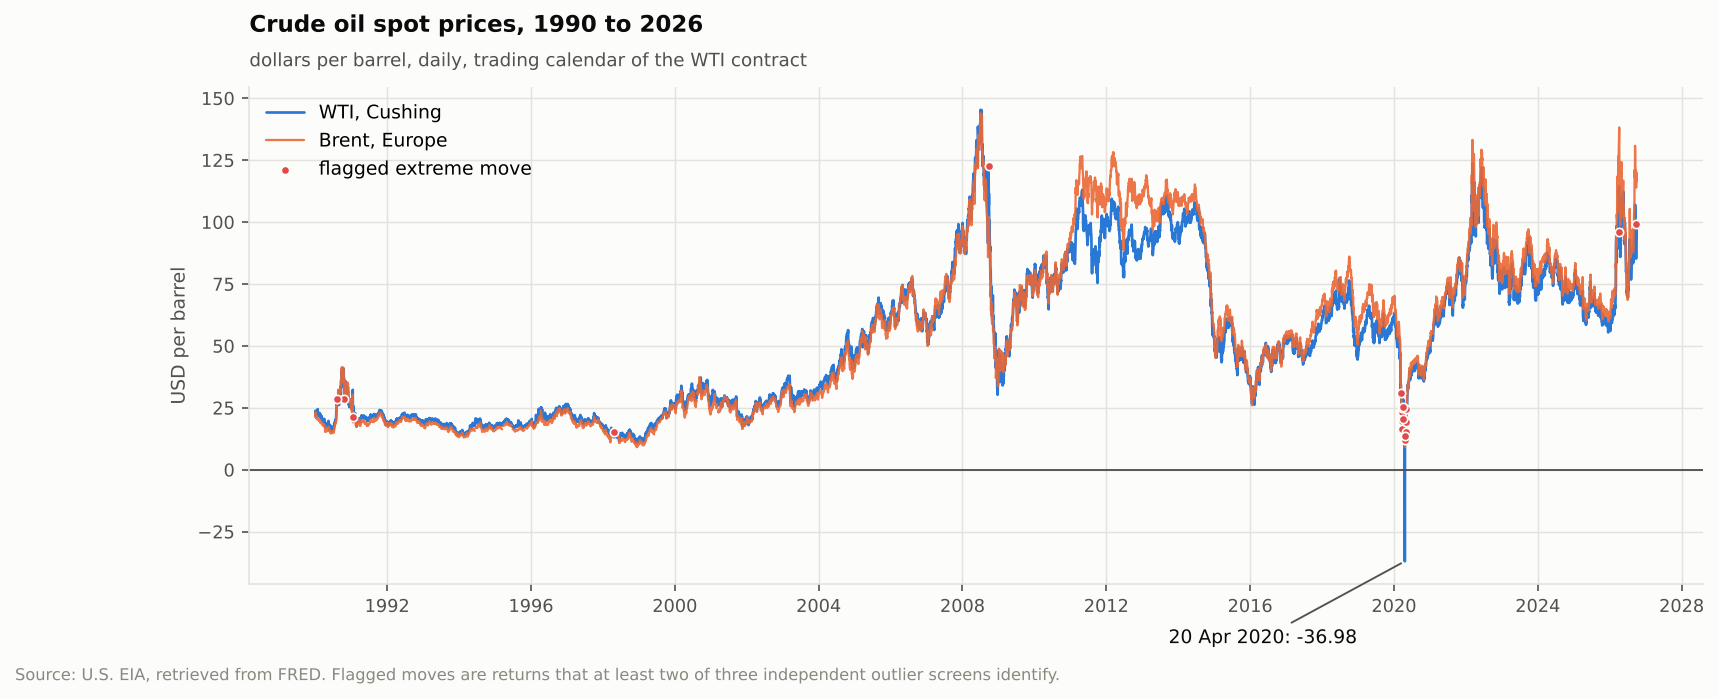 Crude oil spot prices, 1990 to 2026
dollars per barrel, daily, trading calendar of the WTI contract
WTI, Cushing
Brent, Europe
flagged extreme move
USD per barrel
150
125
100
75
50
25
0
−25
1992 1996 2000 2004 2008 2012 2016 2020 2024 2028
20 Apr 2020: -36.98
Source: U.S. EIA, retrieved from FRED. Flagged moves are returns that at least two of three independent outlier screens identify.